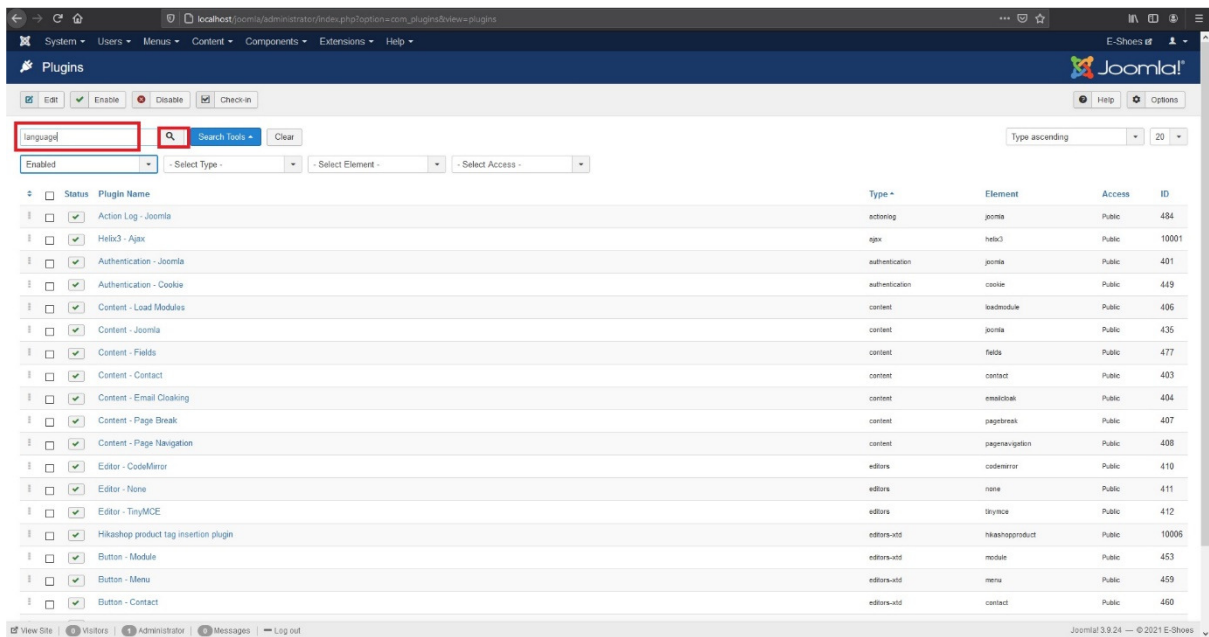 localhost/joomla/administrator/index.php?option=com_plugins&view=plugins
System Users Menus Content Components Extensions Help E-Shoes
Plugins Joomla!
Edit Enable Disable Check-in Help Options
language Search Tools Clear Type ascending 20
Enabled - Select Type - - Select Element - - Select Access -
Status Plugin Name Type Element Access ID
Action Log - Joomla actionlog joomla Public 484
Helix3 - Ajax ajax helix3 Public 10001
Authentication - Joomla authentication joomla Public 401
Authentication - Cookie authentication cookie Public 449
Content - Load Modules content loadmodule Public 406
Content - Joomla content joomla Public 435
Content - Fields content fields Public 477
Content - Contact content contact Public 403
Content - Email Cloaking content emailcloak Public 404
Content - Page Break content pagebreak Public 407
Content - Page Navigation content pagenavigation Public 408
Editor - CodeMirror editors codemirror Public 410
Editor - None editors none Public 411
Editor - TinyMCE editors tinymce Public 412
Hikashop product tag insertion plugin editors-xtd hikashopproduct Public 10006
Button - Module editors-xtd module Public 453
Button - Menu editors-xtd menu Public 459
Button - Contact editors-xtd contact Public 460
View Site | 0 Visitors | 1 Administrator | 0 Messages | Log out Joomla! 3.9.24 — © 2021 E-Shoes